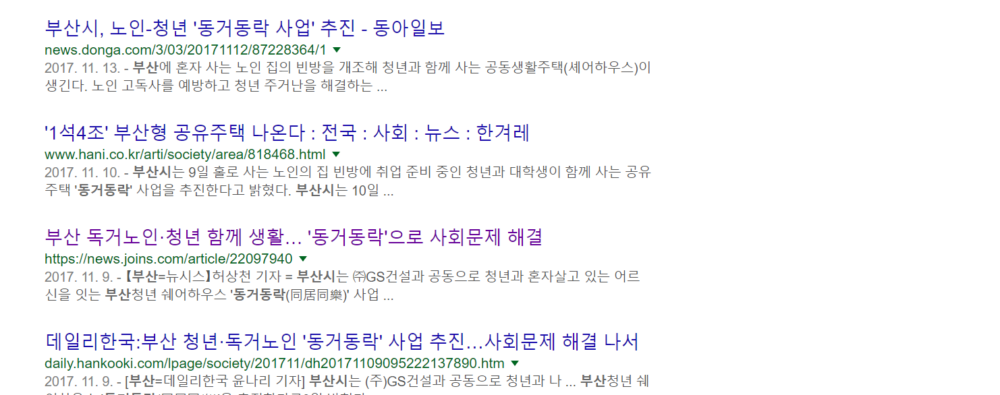 부산시, 노인-청년 '동거동락 사업' 추진 - 동아일보
news.donga.com/3/03/20171112/87228364/1
2017. 11. 13. - 부산에 혼자 사는 노인 집의 빈방을 개조해 청년과 함께 사는 공동생활주택(셰어하우스)이
생긴다. 노인 고독사를 예방하고 청년 주거난을 해결하는 ...
'1석4조' 부산형 공유주택 나온다 : 전국 : 사회 : 뉴스 : 한겨레
www.hani.co.kr/arti/society/area/818468.html
2017. 11. 10. - 부산시는 9일 홀로 사는 노인의 집 빈방에 취업 준비 중인 청년과 대학생이 함께 사는 공유
주택 '동거동락' 사업을 추진한다고 밝혔다. 부산시는 10일 ...
부산 독거노인·청년 함께 생활… '동거동락'으로 사회문제 해결
https://news.joins.com/article/22097940
2017. 11. 9. - 【부산=뉴시스】허상천 기자 = 부산시는 ㈜GS건설과 공동으로 청년과 혼자살고 있는 어르
신을 잇는 부산청년 쉐어하우스 '동거동락(同居同樂)' 사업 ...
데일리한국:부산 청년·독거노인 '동거동락' 사업 추진…사회문제 해결 나서
daily.hankooki.com/lpage/society/201711/dh20171109095222137890.htm
2017. 11. 9. - [부산=데일리한국 윤나리 기자] 부산시는 (주)GS건설과 공동으로 청년과 나 ... 부산청년 쉐